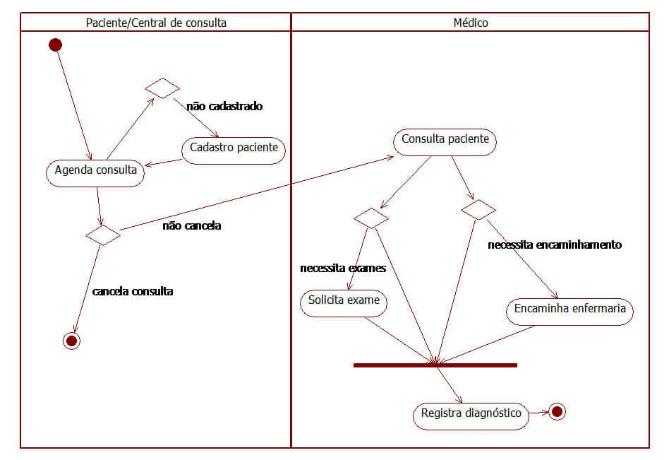 Paciente/Central de consulta
Médico
não cadastrado
Cadastro paciente
Agenda consulta
não cancela
cancela consulta
Consulta paciente
necessita encaminhamento
necessita exames
Solicita exame
Encaminha enfermaria
Registra diagnóstico